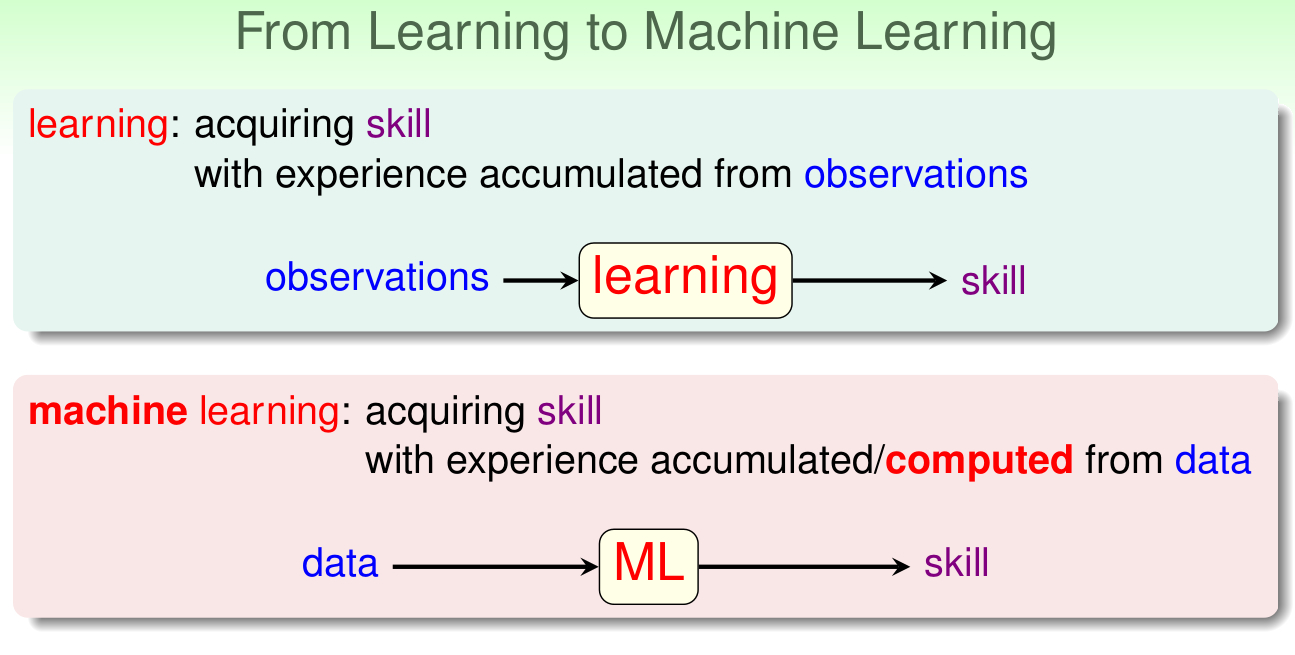 From Learning to Machine Learning
learning: acquiring skill
with experience accumulated from observations
observations
learning
skill
machine learning: acquiring skill
with experience accumulated/computed from data
data
ML
skill